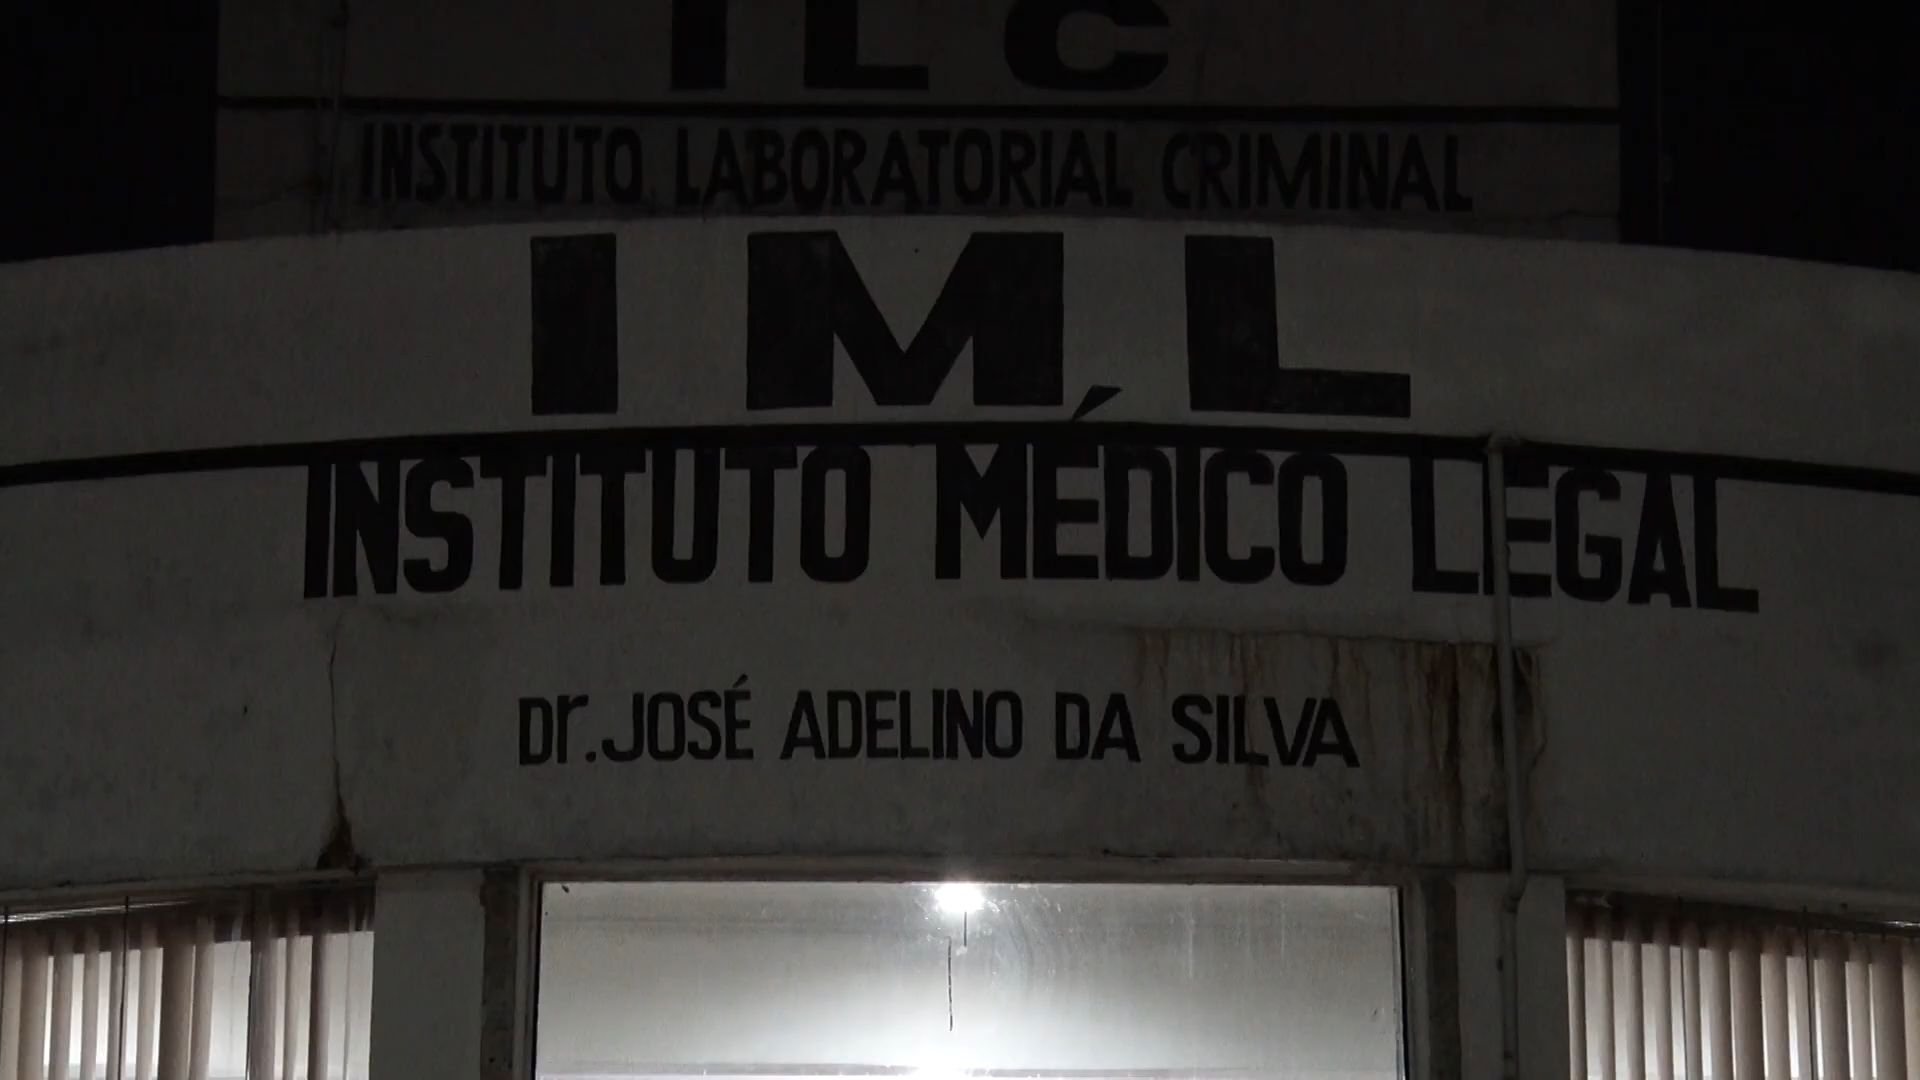 ILC
INSTITUTO LABORATORIAL CRIMINAL
IML
INSTITUTO MÉDICO LEGAL
Dr. JOSÉ ADELINO DA SILVA